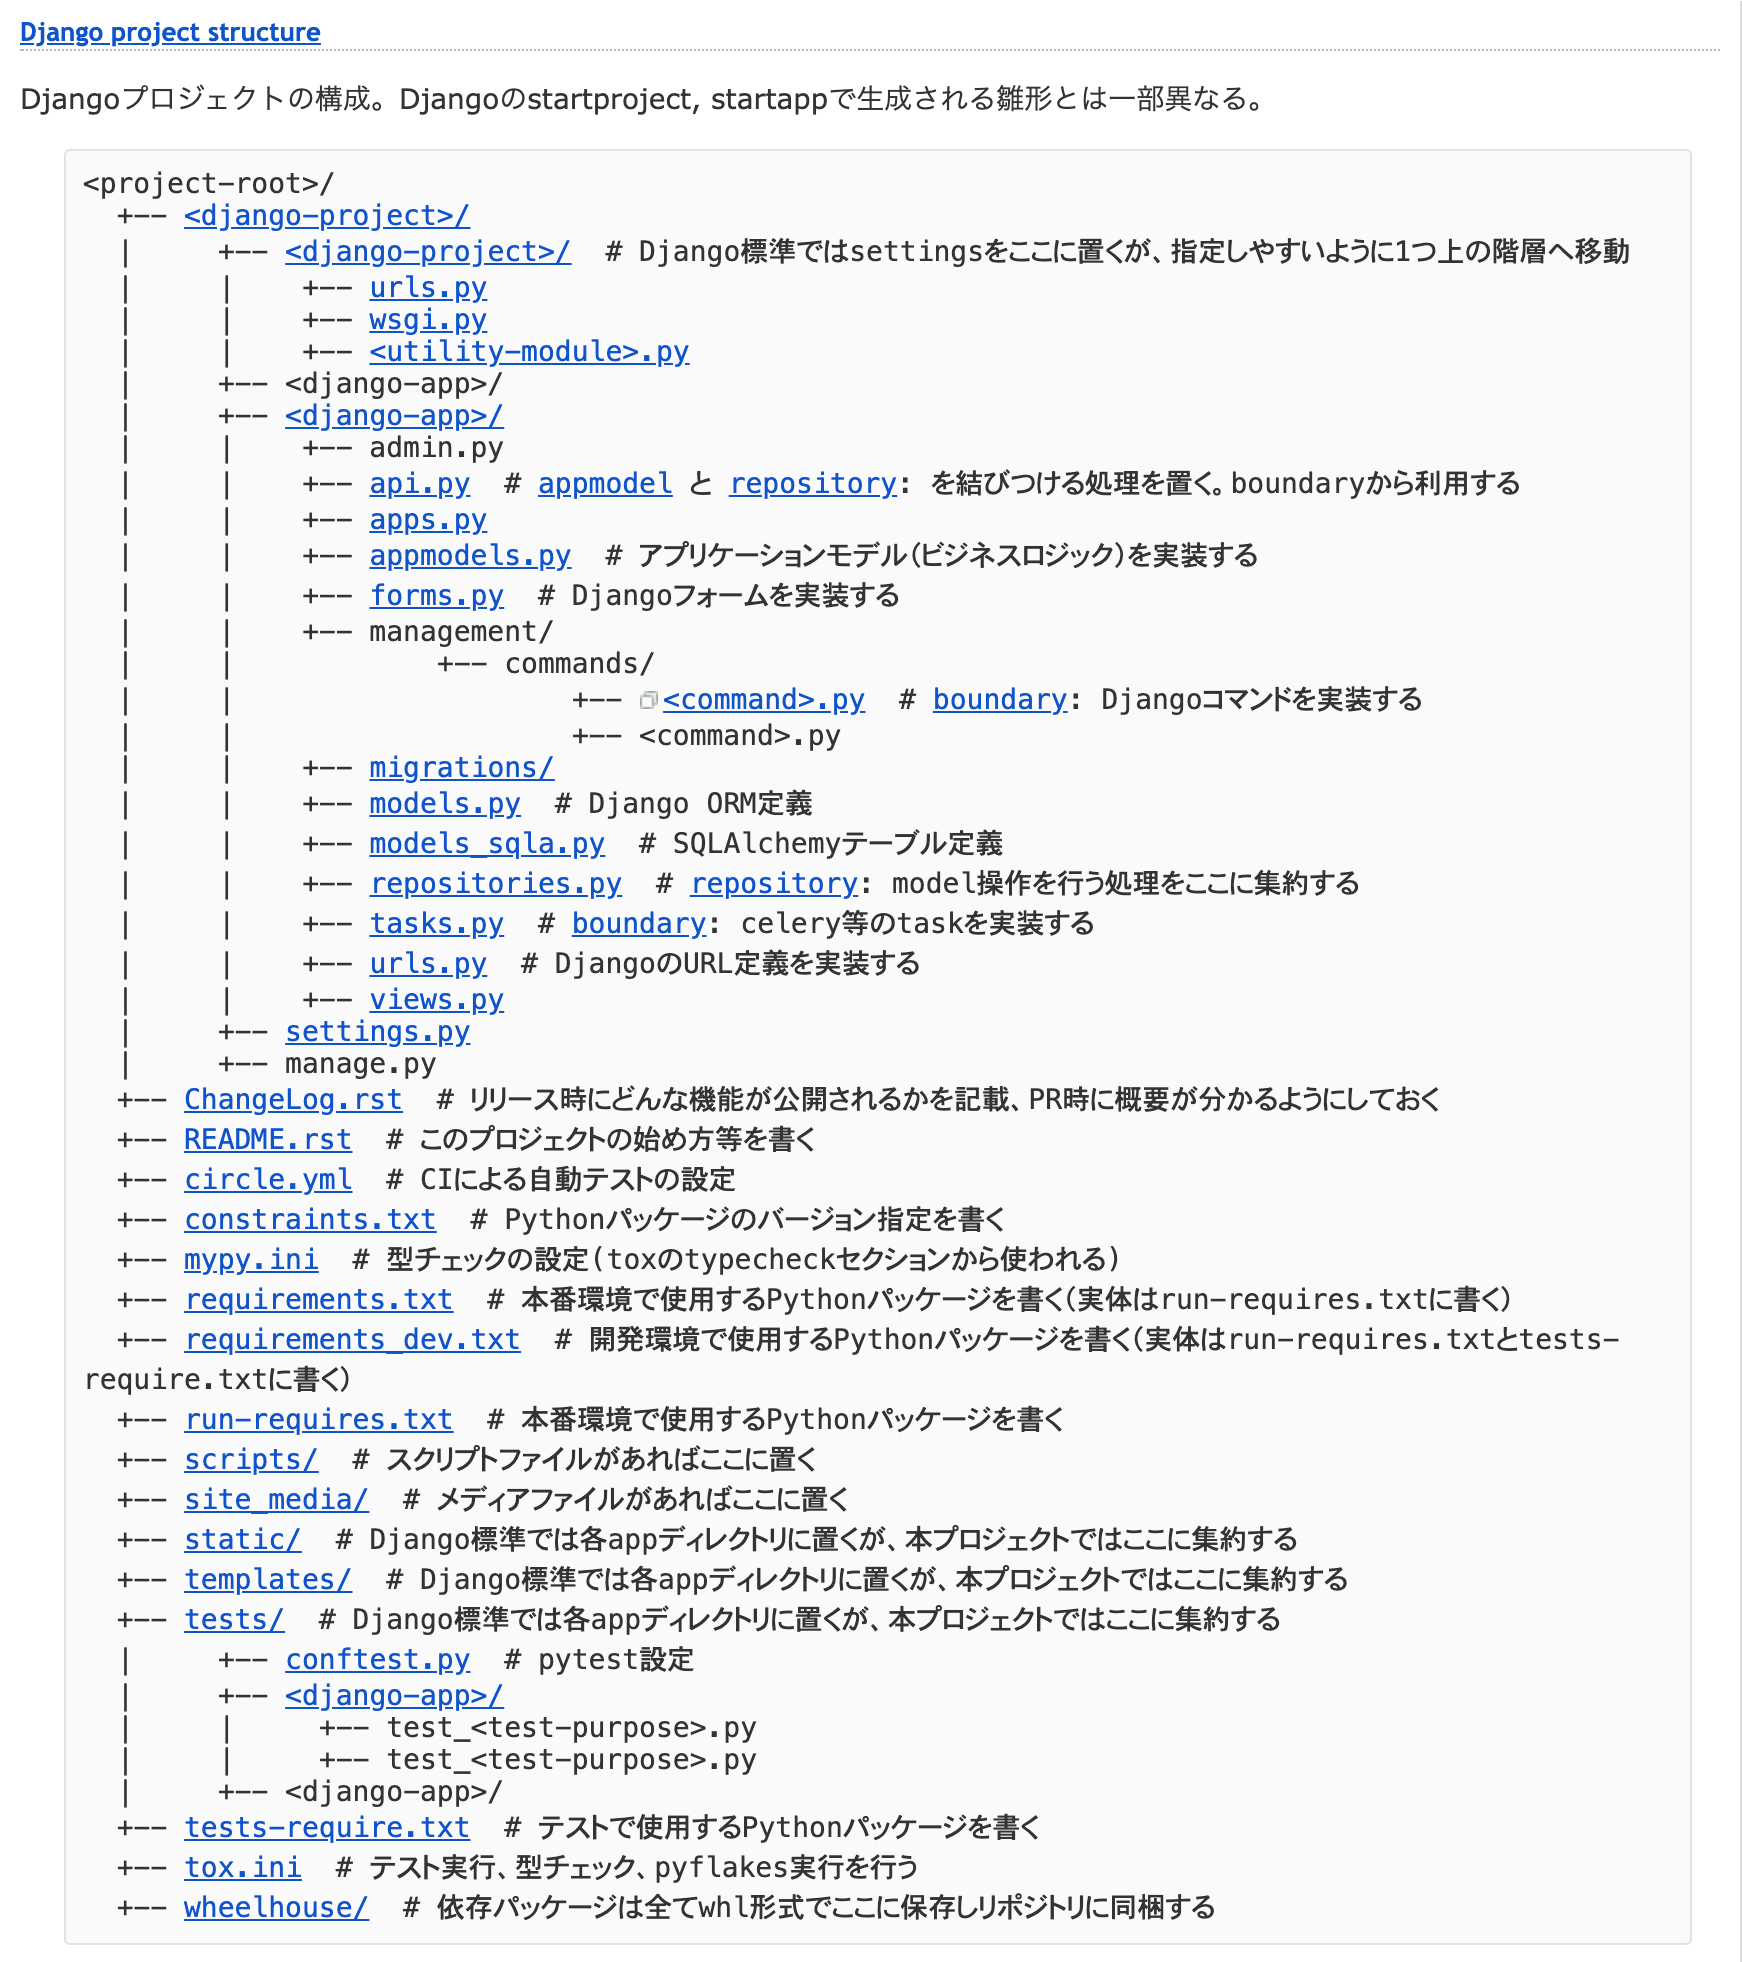 Django project structure
Djangoプロジェクトの構成。Djangoのstartproject, startappで生成される雛形とは一部異なる。
<project-root>/
  +-- <django-project>/
  |     +-- <django-project>/  # Django標準ではsettingsをここに置くが、指定しやすいように1つ上の階層へ移動
  |     |    +-- urls.py
  |     |    +-- wsgi.py
  |     |    +-- <utility-module>.py
  |     +-- <django-app>/
  |     +-- <django-app>/
  |     |    +-- admin.py
  |     |    +-- api.py  # appmodel と repository: を結びつける処理を置く。boundaryから利用する
  |     |    +-- apps.py
  |     |    +-- appmodels.py  # アプリケーションモデル(ビジネスロジック)を実装する
  |     |    +-- forms.py  # Djangoフォームを実装する
  |     |    +-- management/
  |     |            +-- commands/
  |     |                    +-- <command>.py  # boundary: Djangoコマンドを実装する
  |     |                    +-- <command>.py
  |     |    +-- migrations/
  |     |    +-- models.py  # Django ORM定義
  |     |    +-- models_sqla.py  # SQLAlchemyテーブル定義
  |     |    +-- repositories.py  # repository: model操作を行う処理をここに集約する
  |     |    +-- tasks.py  # boundary: celery等のtaskを実装する
  |     |    +-- urls.py  # DjangoのURL定義を実装する
  |     |    +-- views.py
  |     +-- settings.py
  |     +-- manage.py
  +-- ChangeLog.rst  # リリース時にどんな機能が公開されるかを記載、PR時に概要が分かるようにしておく
  +-- README.rst  # このプロジェクトの始め方等を書く
  +-- circle.yml  # CIによる自動テストの設定
  +-- constraints.txt  # Pythonパッケージのバージョン指定を書く
  +-- mypy.ini  # 型チェックの設定(toxのtypecheckセクションから使われる)
  +-- requirements.txt  # 本番環境で使用するPythonパッケージを書く(実体はrun-requires.txtに書く)
  +-- requirements_dev.txt  # 開発環境で使用するPythonパッケージを書く(実体はrun-requires.txtとtests-
require.txtに書く)
  +-- run-requires.txt  # 本番環境で使用するPythonパッケージを書く
  +-- scripts/  # スクリプトファイルがあればここに置く
  +-- site_media/  # メディアファイルがあればここに置く
  +-- static/  # Django標準では各appディレクトリに置くが、本プロジェクトではここに集約する
  +-- templates/  # Django標準では各appディレクトリに置くが、本プロジェクトではここに集約する
  +-- tests/  # Django標準では各appディレクトリに置くが、本プロジェクトではここに集約する
  |     +-- conftest.py  # pytest設定
  |     +-- <django-app>/
  |     |     +-- test_<test-purpose>.py
  |     |     +-- test_<test-purpose>.py
  |     +-- <django-app>/
  +-- tests-require.txt  # テストで使用するPythonパッケージを書く
  +-- tox.ini  # テスト実行、型チェック、pyflakes実行を行う
  +-- wheelhouse/  # 依存パッケージは全てwhl形式でここに保存しリポジトリに同梱する